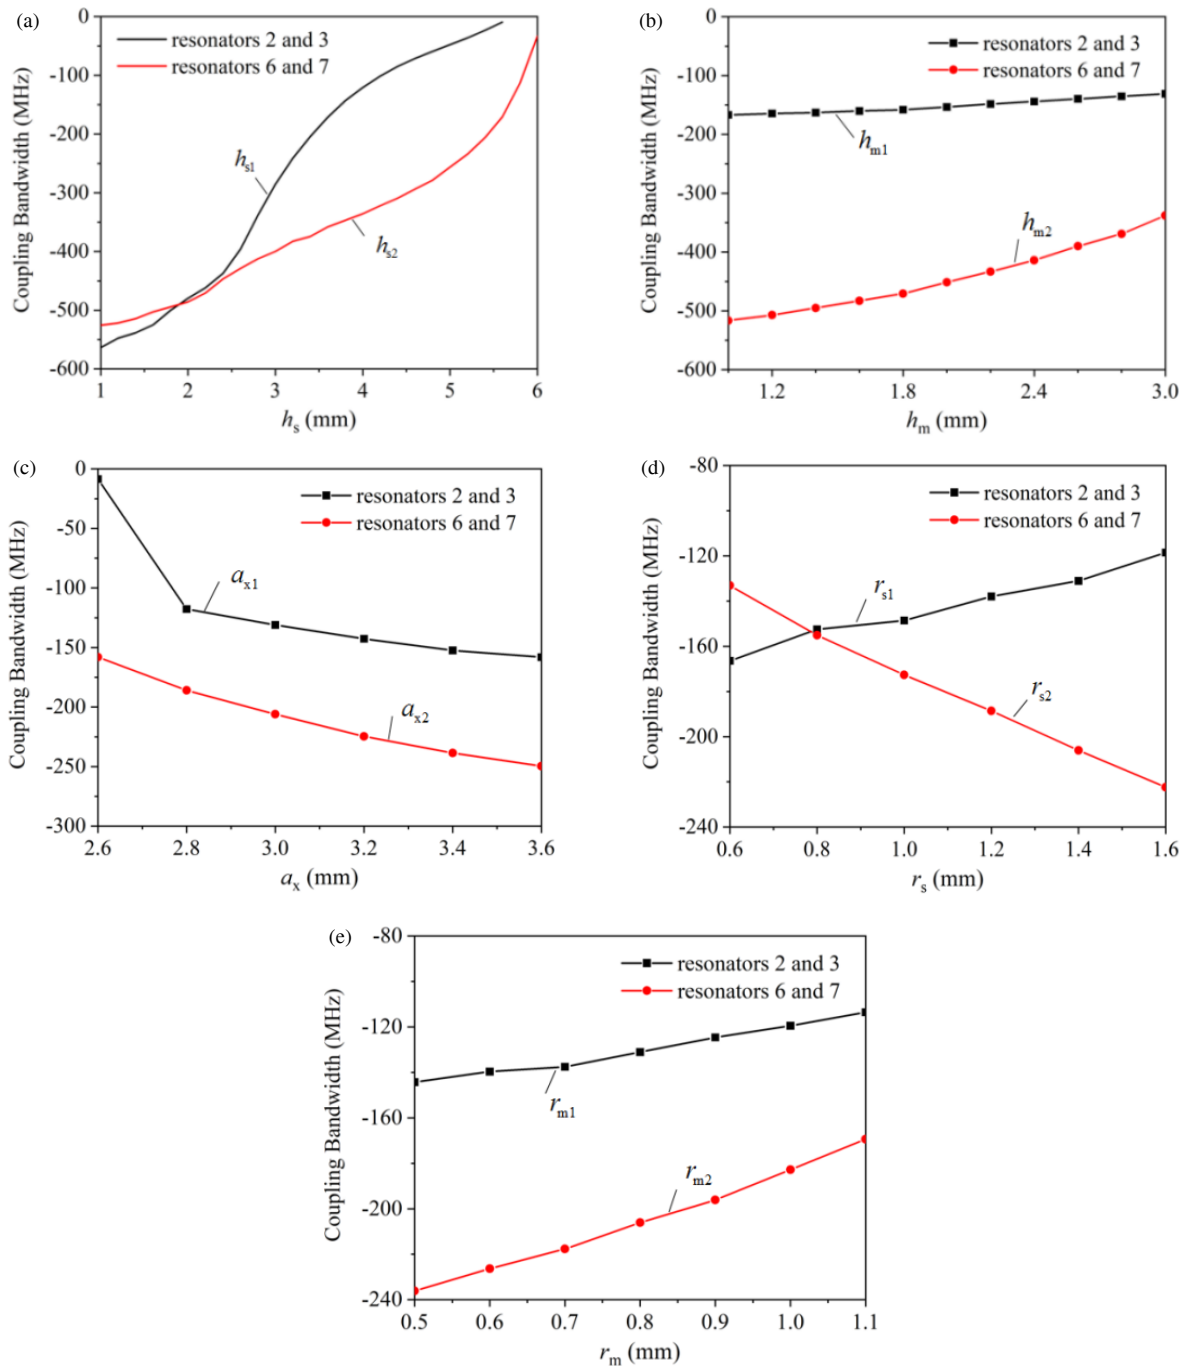 (a)
0
-100
-200
-300
-400
-500
-600
Coupling Bandwidth (MHz)
resonators 2 and 3
resonators 6 and 7
hs1
hs2
1 2 3 4 5 6
hs (mm)
(b)
0
-100
-200
-300
-400
-500
-600
Coupling Bandwidth (MHz)
resonators 2 and 3
resonators 6 and 7
hm1
hm2
1.2 1.8 2.4 3.0
hm (mm)
(c)
0
-50
-100
-150
-200
-250
-300
Coupling Bandwidth (MHz)
resonators 2 and 3
resonators 6 and 7
ax1
ax2
2.6 2.8 3.0 3.2 3.4 3.6
ax (mm)
(d)
-80
-120
-160
-200
-240
Coupling Bandwidth (MHz)
resonators 2 and 3
resonators 6 and 7
rs1
rs2
0.6 0.8 1.0 1.2 1.4 1.6
rs (mm)
(e)
-80
-120
-160
-200
-240
Coupling Bandwidth (MHz)
resonators 2 and 3
resonators 6 and 7
rm1
rm2
0.5 0.6 0.7 0.8 0.9 1.0 1.1
rm (mm)